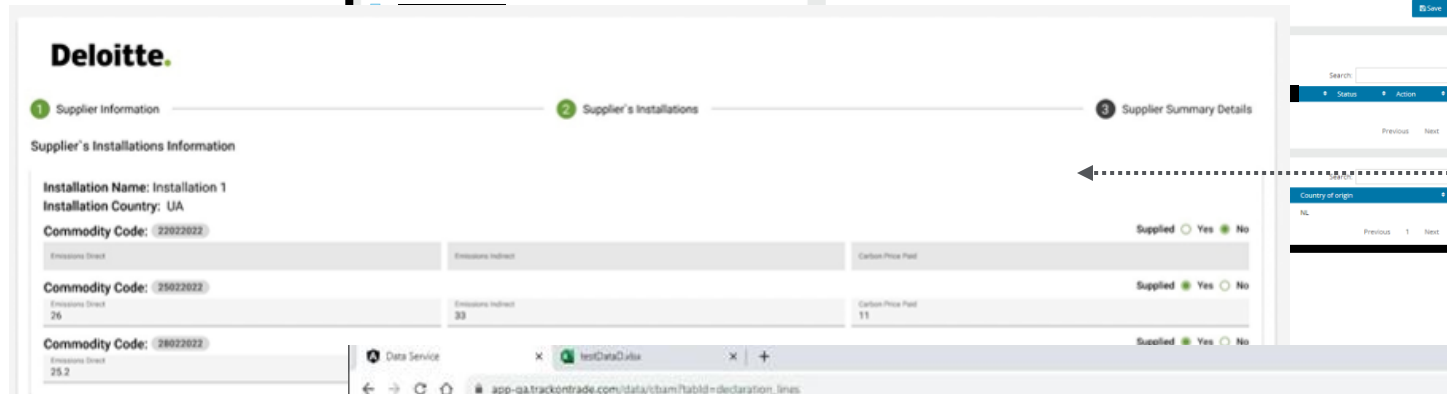 Save
Deloitte.
1 Supplier Information 2 Supplier`s Installations 3 Supplier Summary Details
Supplier`s Installations Information
Installation Name: Installation 1
Installation Country: UA
Commodity Code: 22022022 Supplied Yes No
Emissions Direct Emissions Indirect Carbon Price Paid
Commodity Code: 25022022 Supplied Yes No
Emissions Direct Emissions Indirect Carbon Price Paid
26 33 11
Commodity Code: 28022022 Supplied Yes No
Emissions Direct
25.2
Search:
Status Action
Previous Next
Search:
Country of origin
NL
Previous 1 Next
Data Service testDataD.xlsx
app-qa.trackontrade.com/data/cbam?tabId=declaration_lines